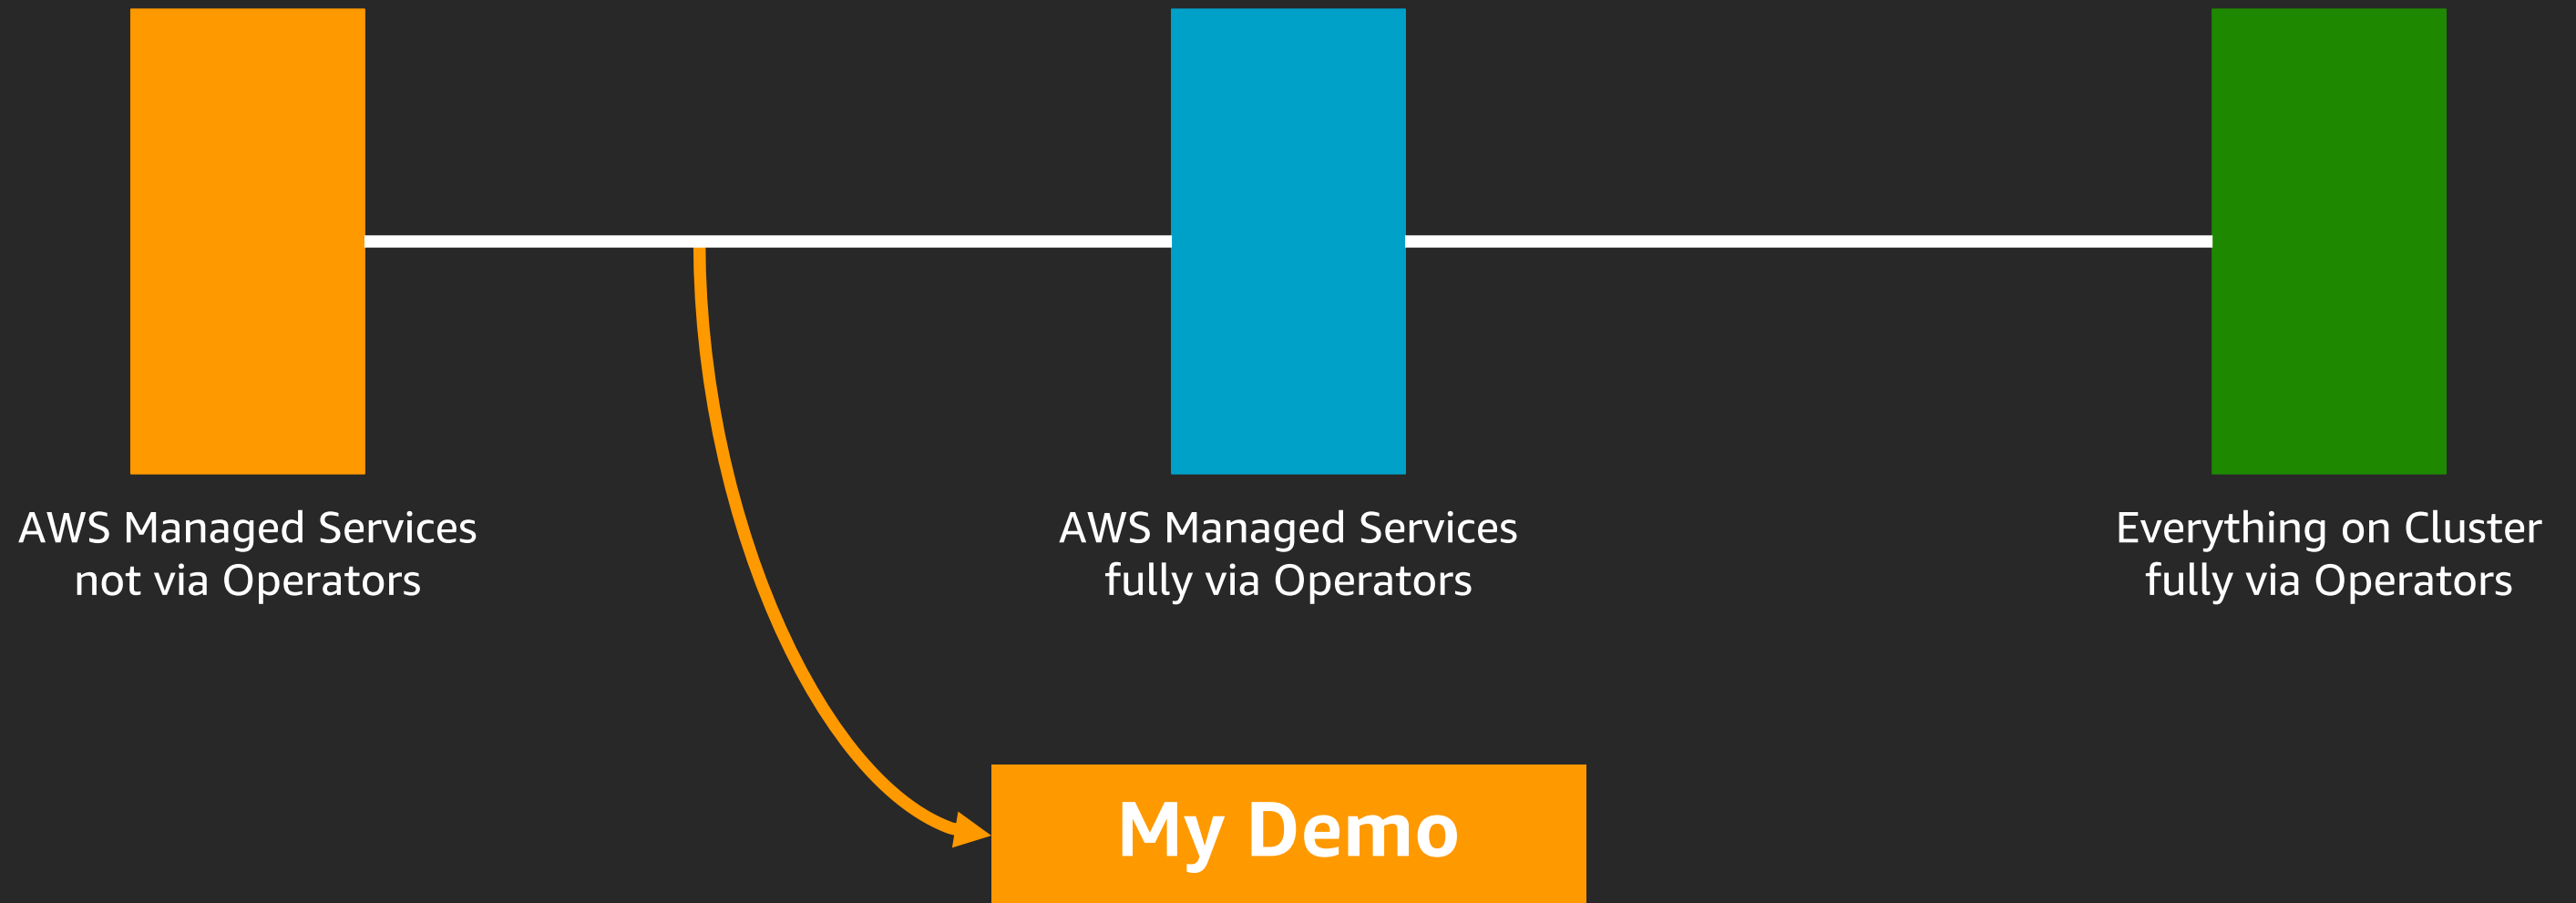 AWS Managed Services
not via Operators
AWS Managed Services
fully via Operators
Everything on Cluster
fully via Operators
My Demo